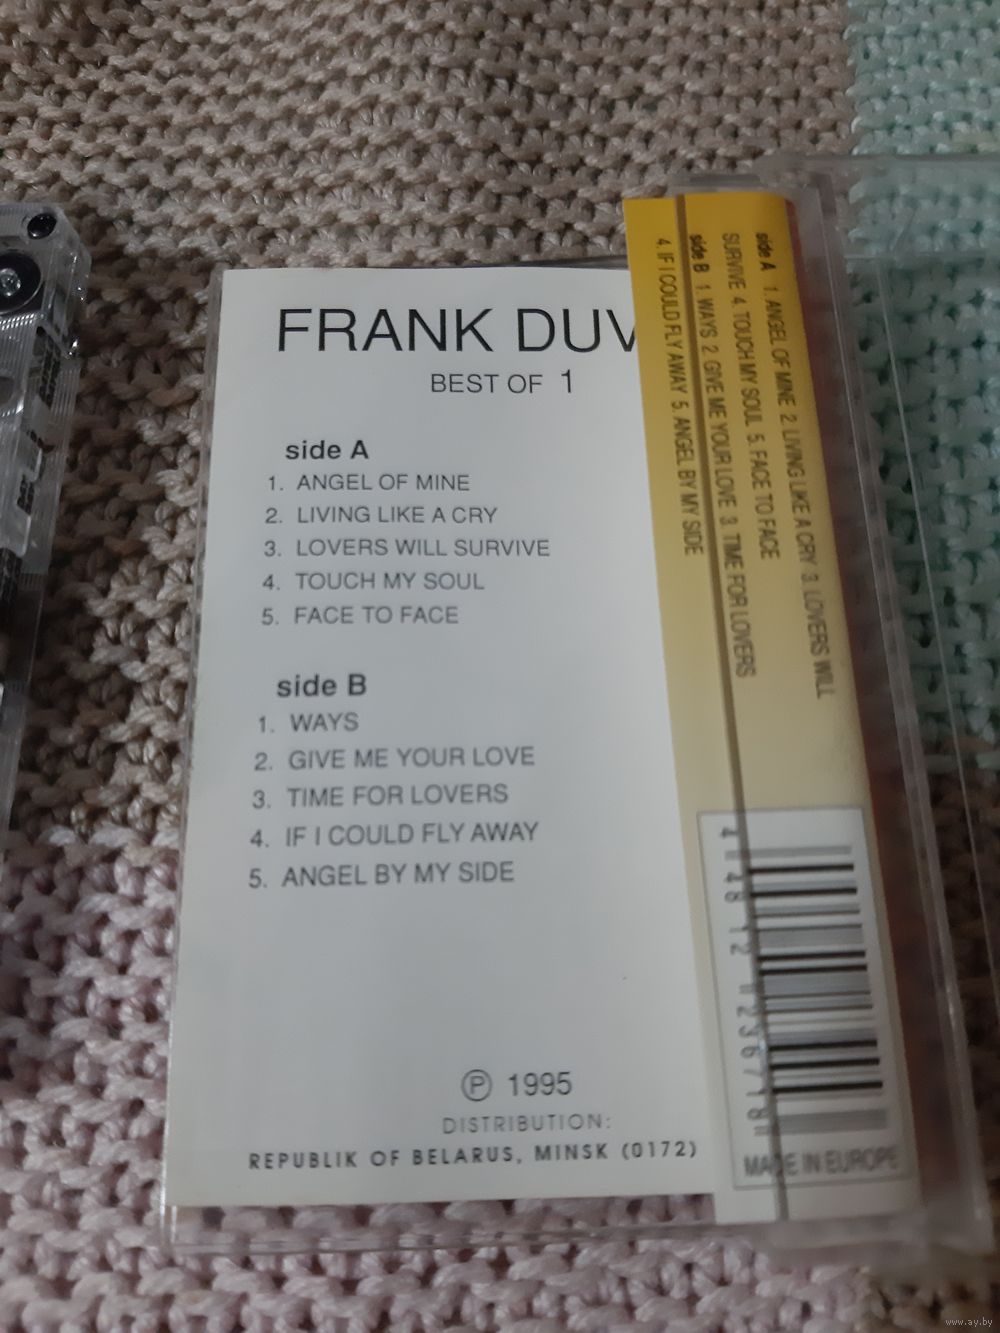 FRANK DUV
BEST OF 1
side A
1. ANGEL OF MINE
2. LIVING LIKE A CRY
3. LOVERS WILL SURVIVE
4. TOUCH MY SOUL
5. FACE TO FACE
side B
1. WAYS
2. GIVE ME YOUR LOVE
3. TIME FOR LOVERS
4. IF I COULD FLY AWAY
5. ANGEL BY MY SIDE
℗ 1995
DISTRIBUTION:
REPUBLIK OF BELARUS, MINSK (0172)
side A 1. ANGEL OF MINE 2. LIVING LIKE A CRY 3. LOVERS WILL
SURVIVE 4. TOUCH MY SOUL 5. FACE TO FACE
side B 1. WAYS 2. GIVE ME YOUR LOVE 3. TIME FOR LOVERS
4. IF I COULD FLY AWAY 5. ANGEL BY MY SIDE
MADE IN EUROPE
www.ay.by